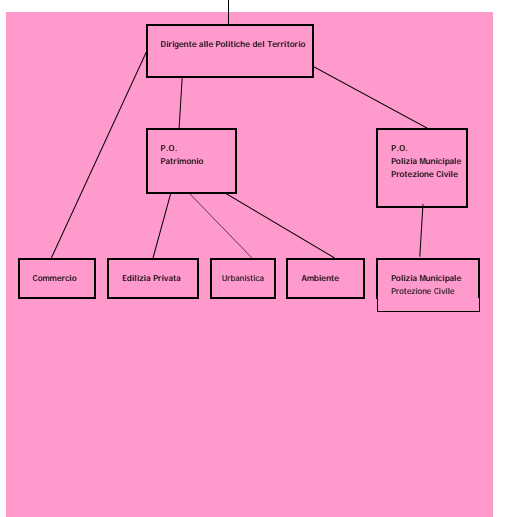 Dirigente alle Politiche del Territorio
P.O.
Patrimonio
P.O.
Polizia Municipale
Protezione Civile
Commercio
Edilizia Privata
Urbanistica
Ambiente
Polizia Municipale
Protezione Civile